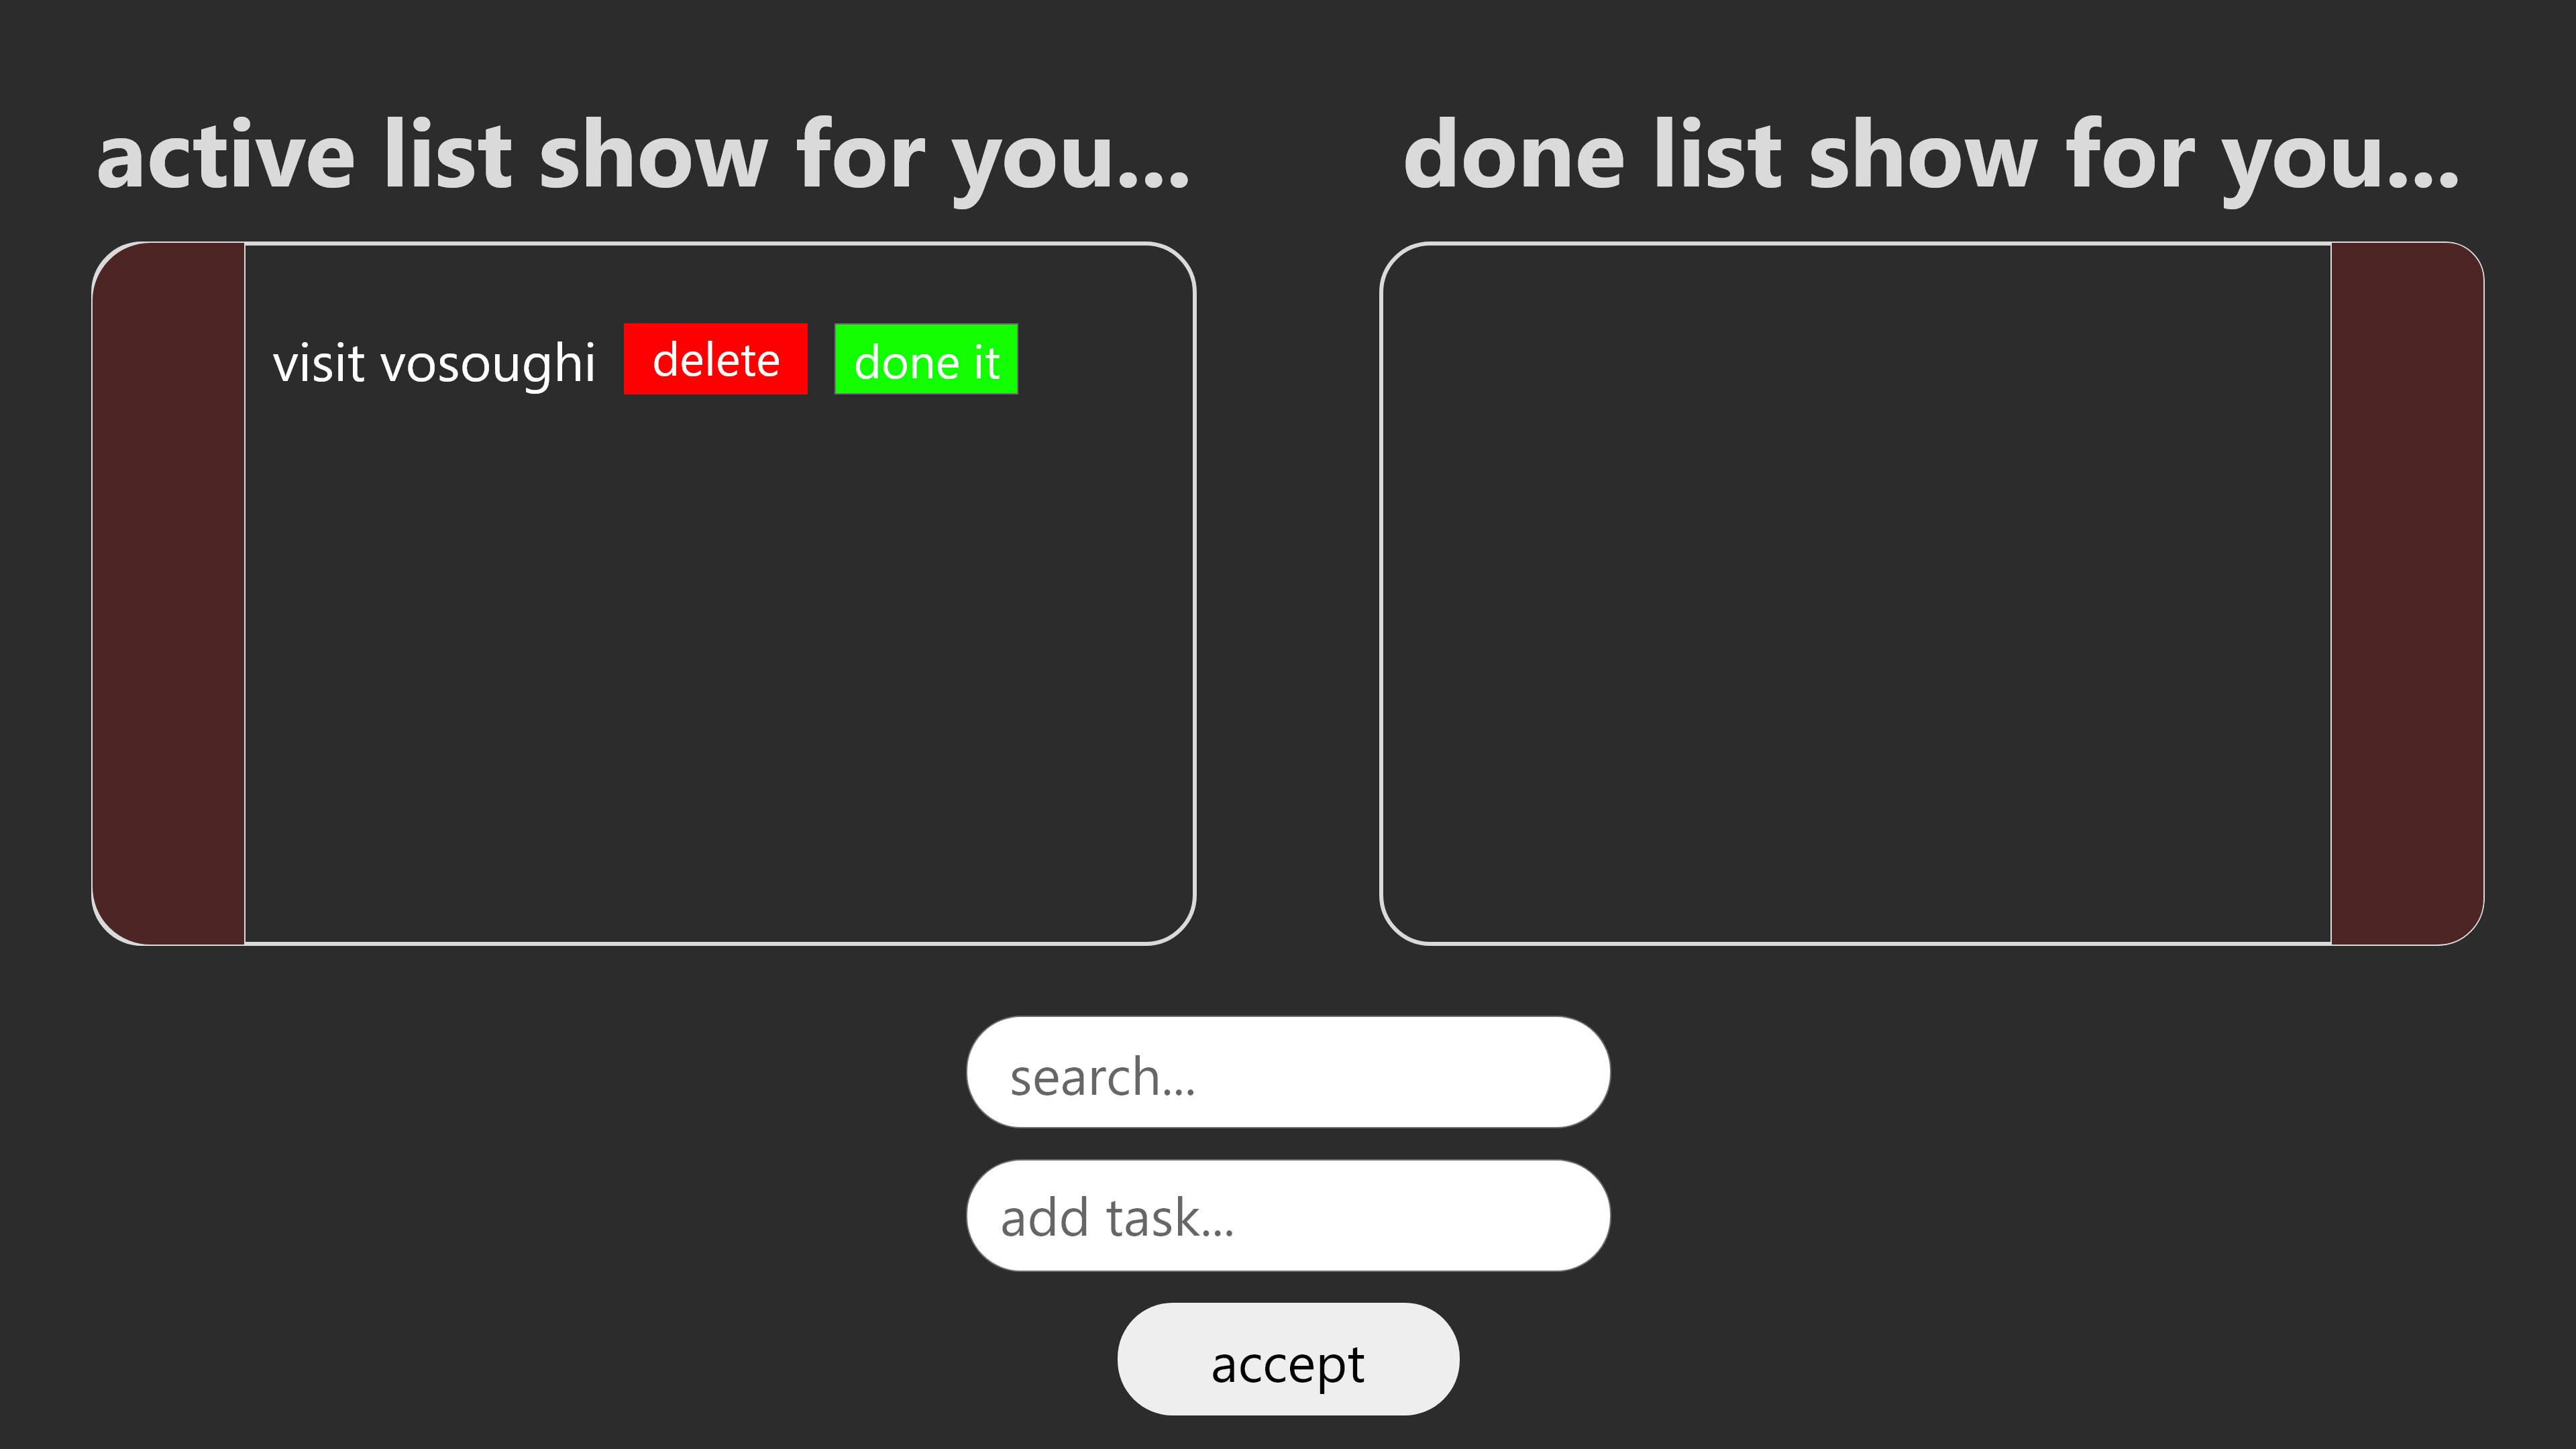 active list show for you...
done list show for you...
visit vosoughi
delete
done it
search...
add task...
accept